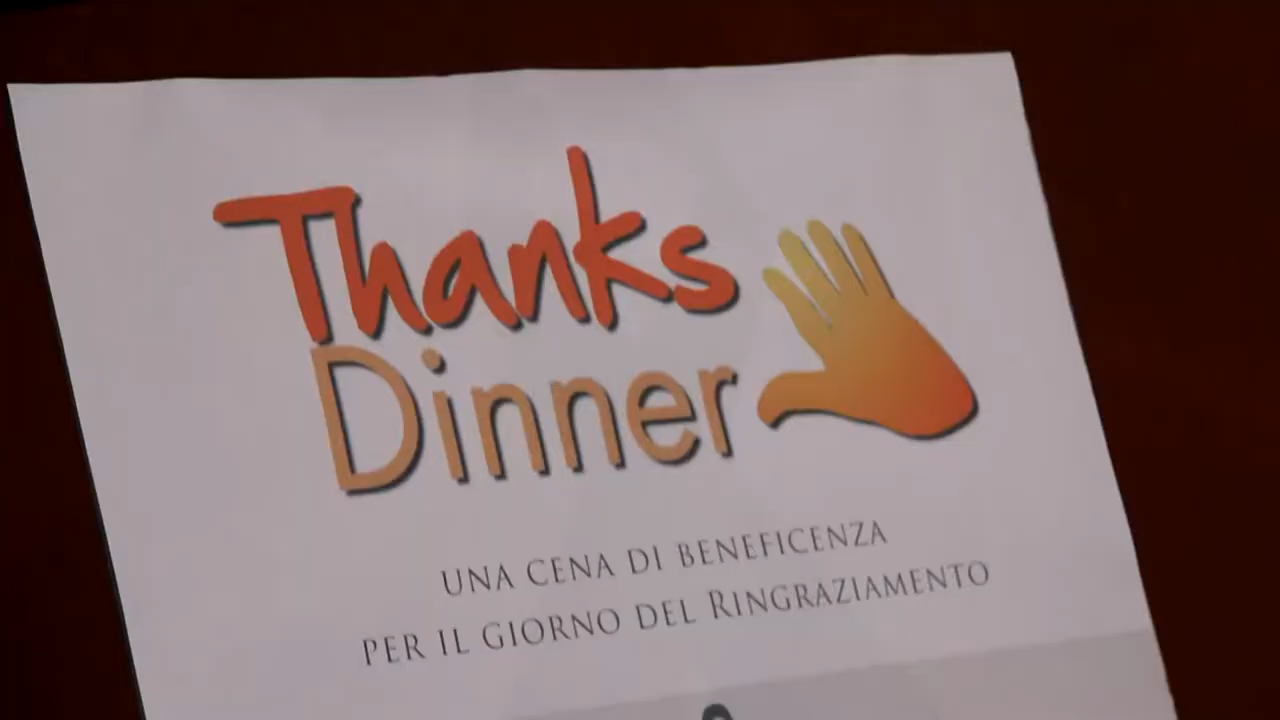 Thanks
Dinner
UNA CENA DI BENEFICENZA
PER IL GIORNO DEL RINGRAZIAMENTO